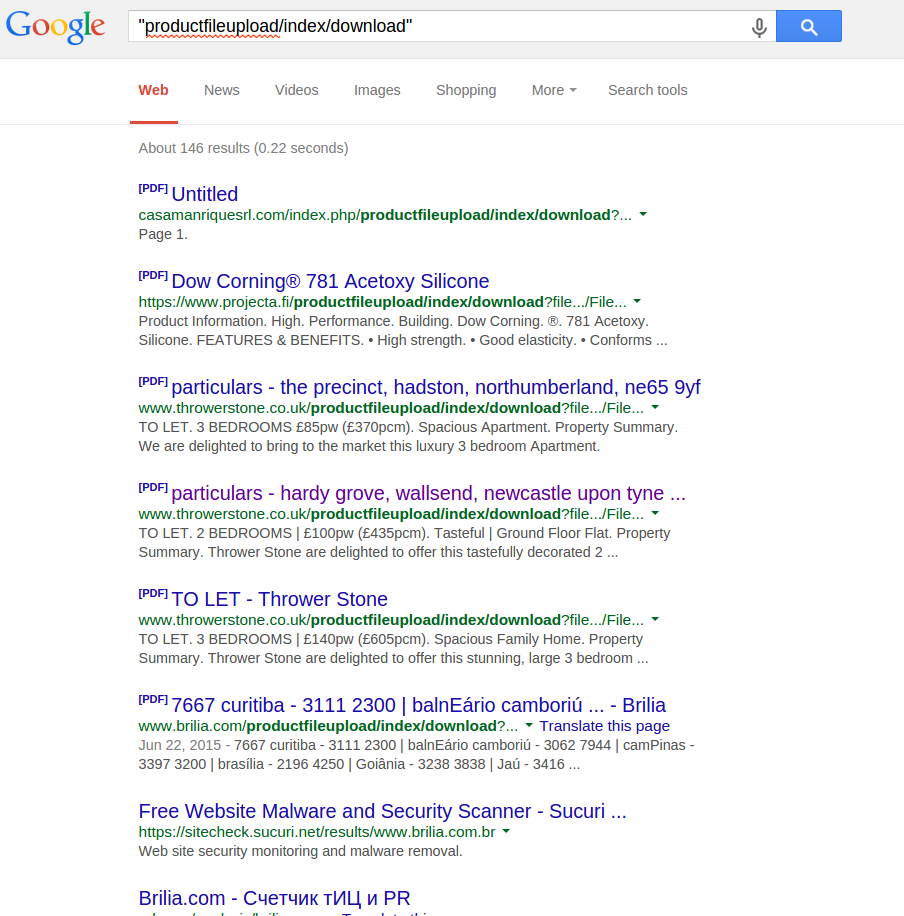 Google "productfileupload/index/download"
Web News Videos Images Shopping More Search tools
About 146 results (0.22 seconds)
[PDF] Untitled
casamanriquesrl.com/index.php/productfileupload/index/download?...
Page 1.
[PDF] Dow Corning® 781 Acetoxy Silicone
https://www.projecta.fi/productfileupload/index/download?file.../File...
Product Information. High. Performance. Building. Dow Corning. ®. 781 Acetoxy.
Silicone. FEATURES & BENEFITS. • High strength. • Good elasticity. • Conforms ...
[PDF] particulars - the precinct, hadston, northumberland, ne65 9yf
www.throwerstone.co.uk/productfileupload/index/download?file.../File...
TO LET. 3 BEDROOMS £85pw (£370pcm). Spacious Apartment. Property Summary.
We are delighted to bring to the market this luxury 3 bedroom Apartment.
[PDF] particulars - hardy grove, wallsend, newcastle upon tyne ...
www.throwerstone.co.uk/productfileupload/index/download?file.../File...
TO LET. 2 BEDROOMS | £100pw (£435pcm). Tasteful | Ground Floor Flat. Property
Summary. Thrower Stone are delighted to offer this tastefully decorated 2 ...
[PDF] TO LET - Thrower Stone
www.throwerstone.co.uk/productfileupload/index/download?file.../File...
TO LET. 3 BEDROOMS | £140pw (£605pcm). Spacious Family Home. Property
Summary. Thrower Stone are delighted to offer this stunning, large 3 bedroom ...
[PDF] 7667 curitiba - 3111 2300 | balnEário camboriú ... - Brilia
www.brilia.com/productfileupload/index/download?... Translate this page
Jun 22, 2015 - 7667 curitiba - 3111 2300 | balnEário camboriú - 3062 7944 | camPinas -
3397 3200 | brasília - 2196 4250 | Goiânia - 3238 3838 | Jaú - 3416 ...
Free Website Malware and Security Scanner - Sucuri ...
https://sitecheck.sucuri.net/results/www.brilia.com.br
Web site security monitoring and malware removal.
Brilia.com - Счетчик тИЦ и PR